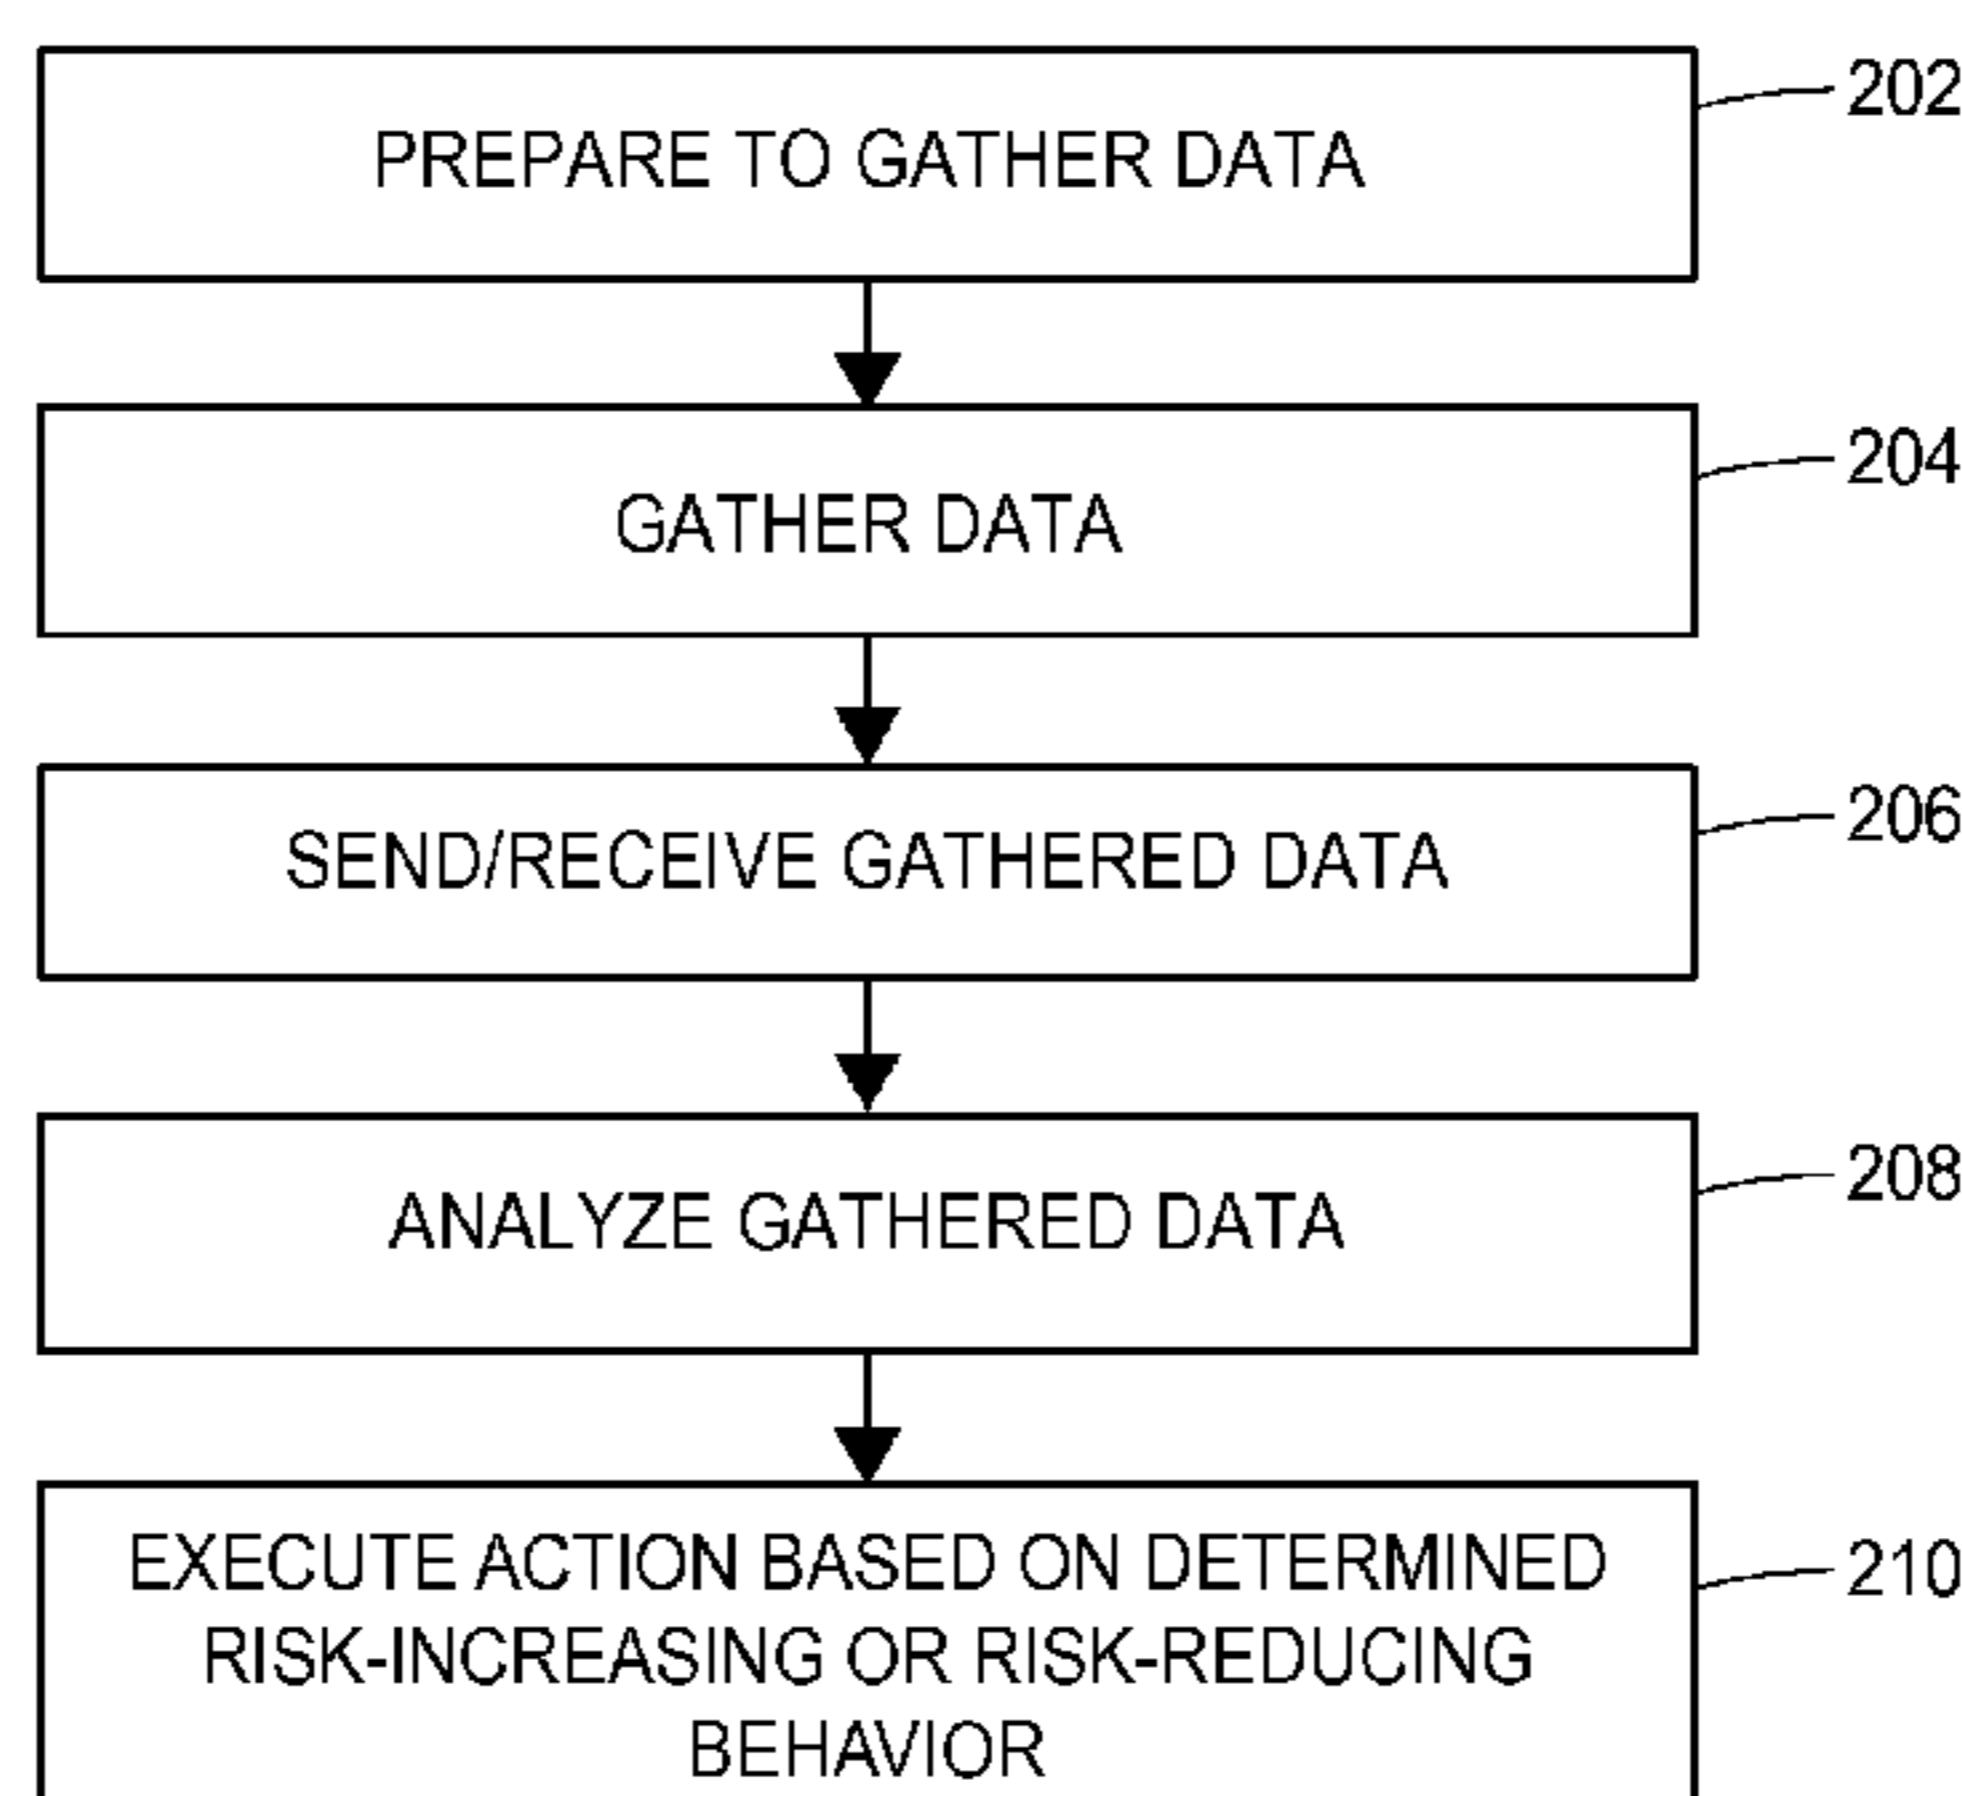 PREPARE TO GATHER DATA
202
GATHER DATA
204
SEND/RECEIVE GATHERED DATA
206
ANALYZE GATHERED DATA
208
EXECUTE ACTION BASED ON DETERMINED
RISK-INCREASING OR RISK-REDUCING
BEHAVIOR
210